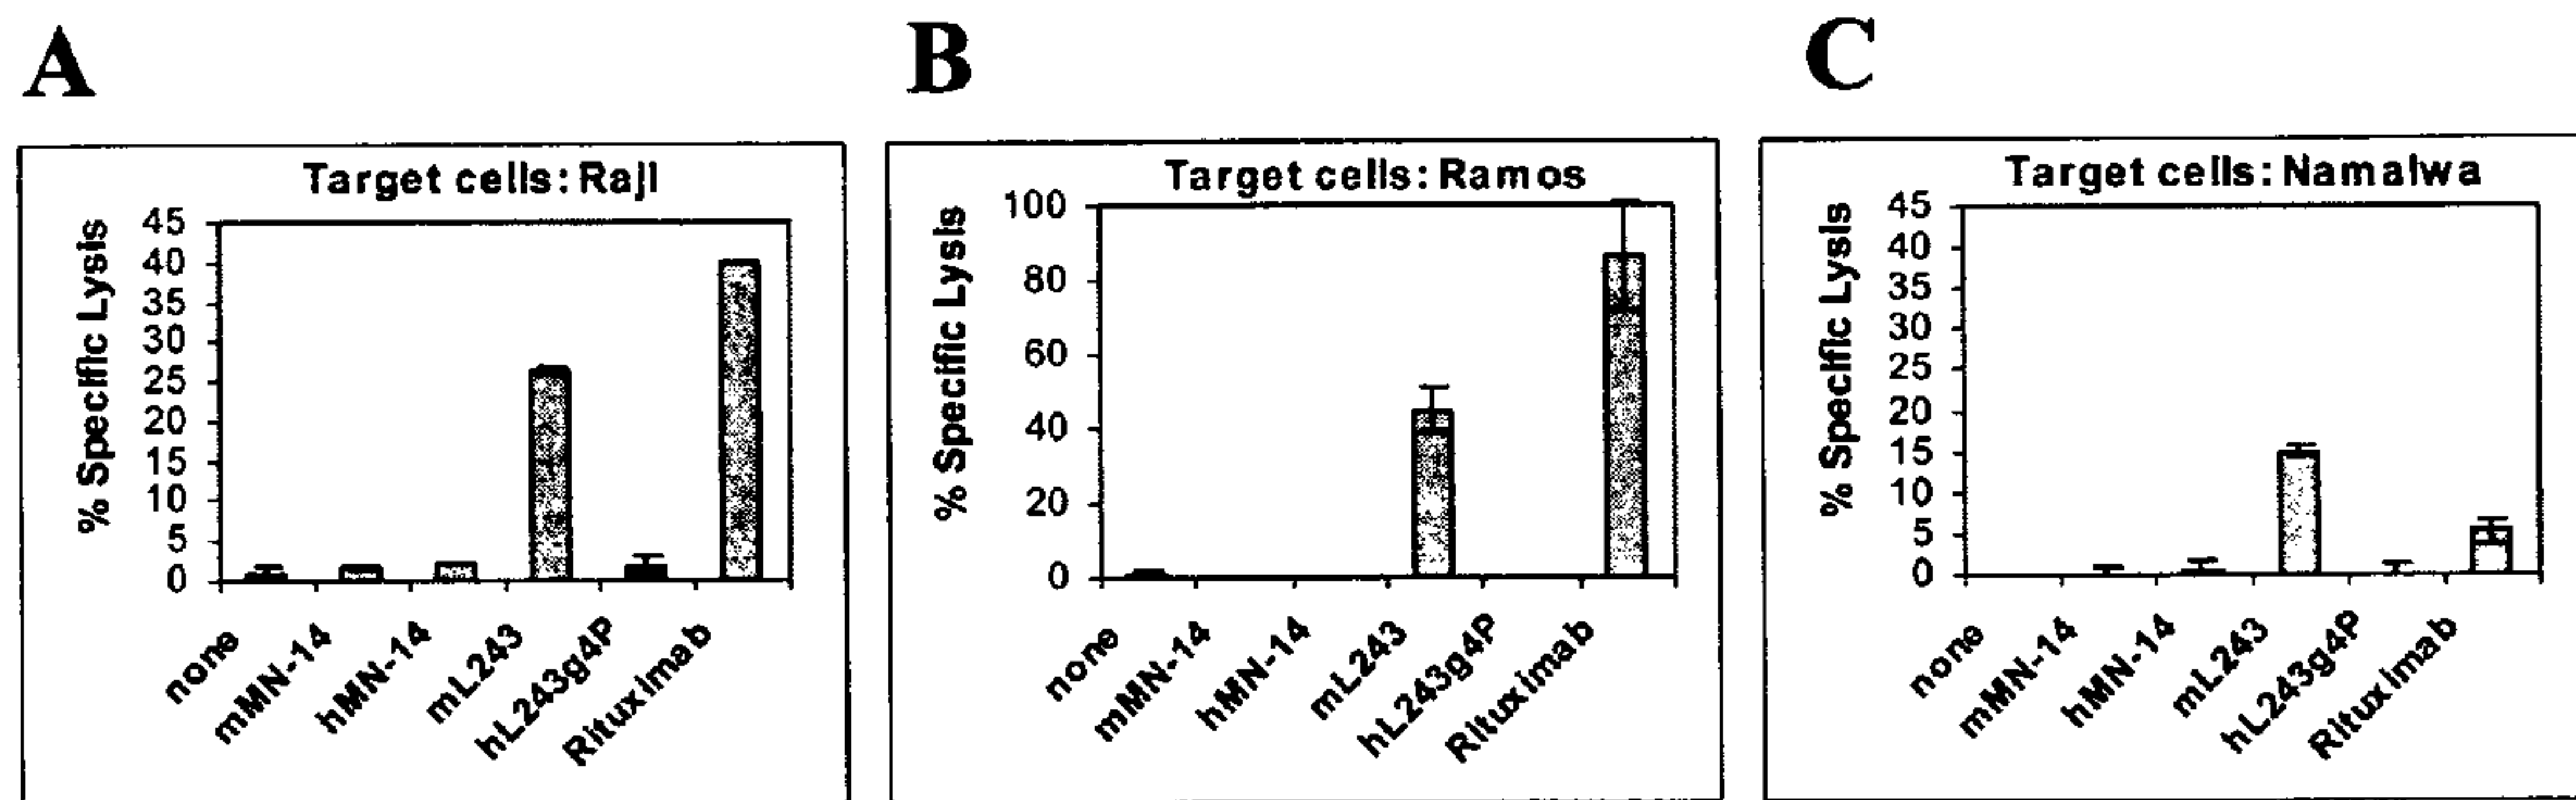 A
Target cells: Raji
% Specific Lysis
45
40
35
30
25
20
15
10
5
0
none
mMN-14
hMN-14
mL243
hL243g4P
Rituximab
B
Target cells: Ramos
% Specific Lysis
100
80
60
40
20
0
none
mMN-14
hMN-14
mL243
hL243g4P
Rituximab
C
Target cells: Namalwa
% Specific Lysis
45
40
35
30
25
20
15
10
5
0
none
mMN-14
hMN-14
mL243
hL243g4P
Rituximab